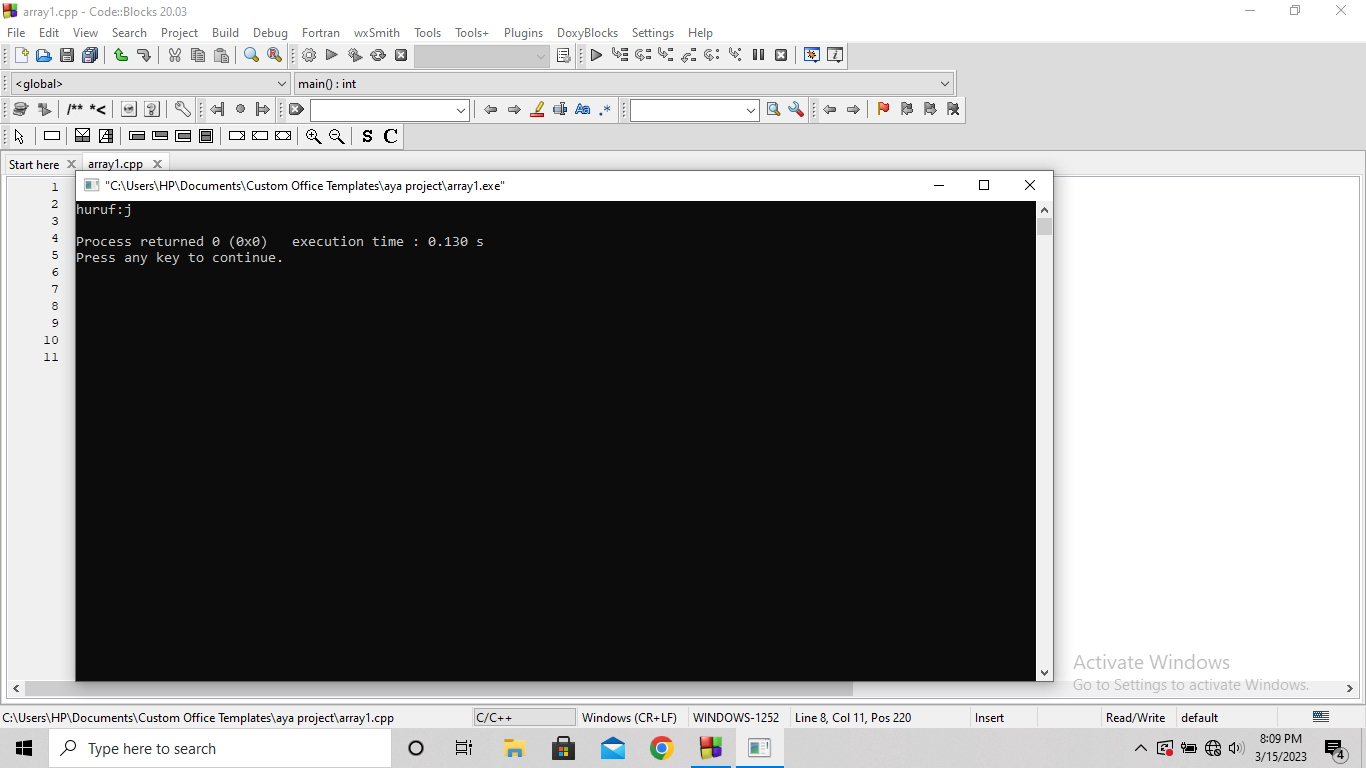 array1.cpp - Code::Blocks 20.03
File Edit View Search Project Build Debug Fortran wxSmith Tools Tools+ Plugins DoxyBlocks Settings Help
<global> main() : int
/** *< 
Aa .*
S C
Start here array1.cpp
1
2
3
4
5
6
7
8
9
10
11
"C:\Users\HP\Documents\Custom Office Templates\aya project\array1.exe"
huruf:j
Process returned 0 (0x0)   execution time : 0.130 s
Press any key to continue.
Activate Windows
Go to Settings to activate Windows.
C:\Users\HP\Documents\Custom Office Templates\aya project\array1.cpp C/C++ Windows (CR+LF) WINDOWS-1252 Line 8, Col 11, Pos 220 Insert Read/Write default
Type here to search
8:09 PM
3/15/2023
4